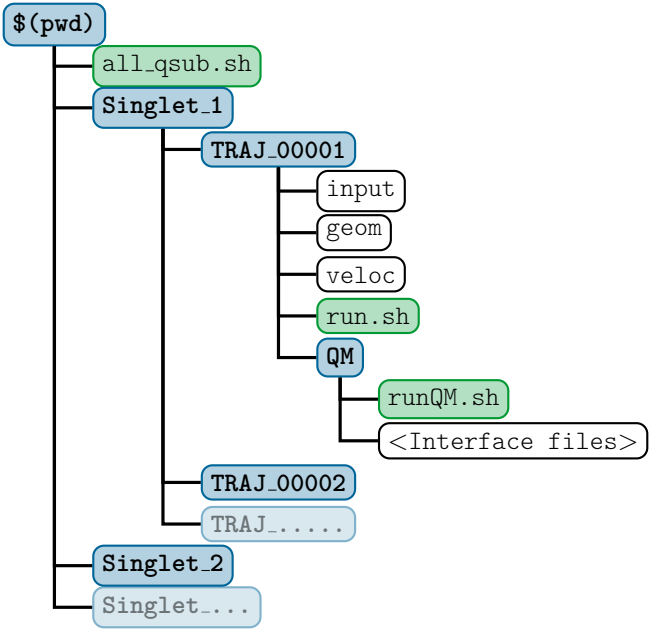 $(pwd)
all_qsub.sh
Singlet_1
TRAJ_00001
input
geom
veloc
run.sh
QM
runQM.sh
<Interface files>
TRAJ_00002
TRAJ_.....
Singlet_2
Singlet_...